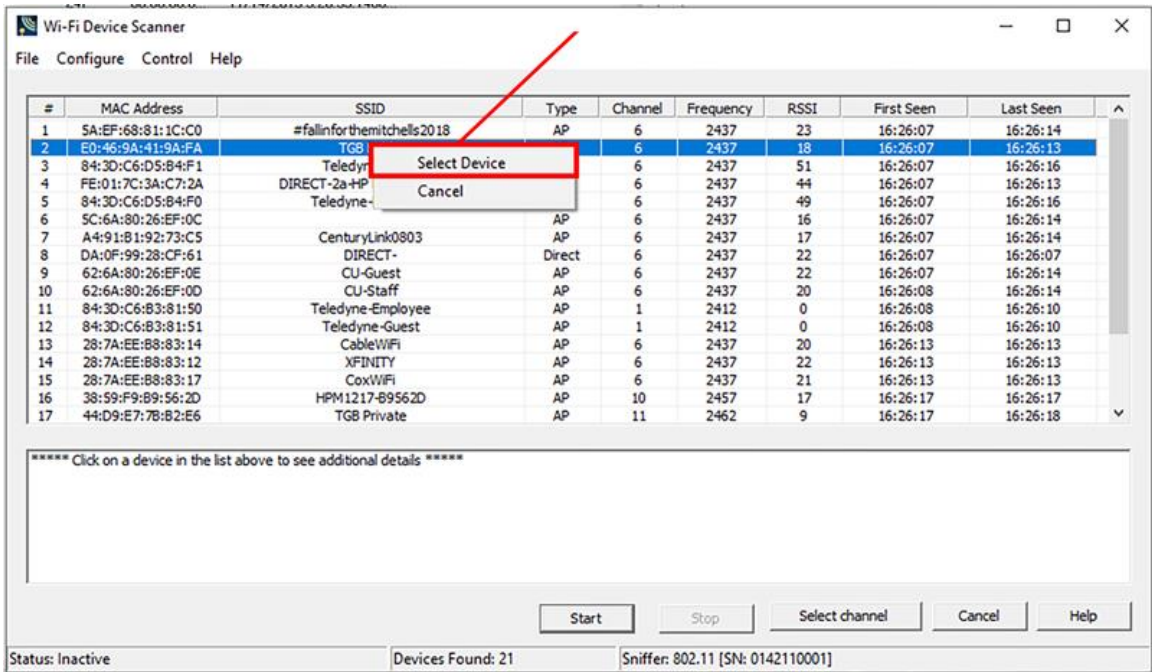 Wi-Fi Device Scanner
File Configure Control Help
# MAC Address SSID Type Channel Frequency RSSI First Seen Last Seen
1 5A:EF:68:81:1C:C0 #fallinforthemitchells2018 AP 6 2437 23 16:26:07 16:26:14
2 E0:46:9A:41:9A:FA TGB 6 2437 18 16:26:07 16:26:13
Select Device
3 84:3D:C6:D5:B4:F1 Teledyn 6 2437 51 16:26:07 16:26:16
4 FE:01:7C:3A:C7:2A DIRECT-2a-HP 6 2437 44 16:26:07 16:26:13
Cancel
5 84:3D:C6:D5:B4:F0 Teledyne- 6 2437 49 16:26:07 16:26:16
6 5C:6A:80:26:EF:0C AP 6 2437 16 16:26:07 16:26:14
7 A4:91:B1:92:73:C5 CenturyLink0803 AP 6 2437 17 16:26:07 16:26:14
8 DA:0F:99:28:CF:61 DIRECT- Direct 6 2437 22 16:26:07 16:26:07
9 62:6A:80:26:EF:0E CU-Guest AP 6 2437 22 16:26:07 16:26:14
10 62:6A:80:26:EF:0D CU-Staff AP 6 2437 20 16:26:08 16:26:14
11 84:3D:C6:B3:81:50 Teledyne-Employee AP 1 2412 0 16:26:08 16:26:10
12 84:3D:C6:B3:81:51 Teledyne-Guest AP 1 2412 0 16:26:08 16:26:10
13 28:7A:EE:B8:83:14 CableWiFi AP 6 2437 20 16:26:13 16:26:13
14 28:7A:EE:B8:83:12 XFINITY AP 6 2437 22 16:26:13 16:26:13
15 28:7A:EE:B8:83:17 CoxWiFi AP 6 2437 21 16:26:13 16:26:13
16 38:59:F9:B9:56:2D HPM1217-B9562D AP 10 2457 17 16:26:17 16:26:17
17 44:D9:E7:7B:B2:E6 TGB Private AP 11 2462 9 16:26:17 16:26:18
***** Click on a device in the list above to see additional details *****
Start Stop Select channel Cancel Help
Status: Inactive Devices Found: 21 Sniffer: 802.11 [SN: 0142110001]